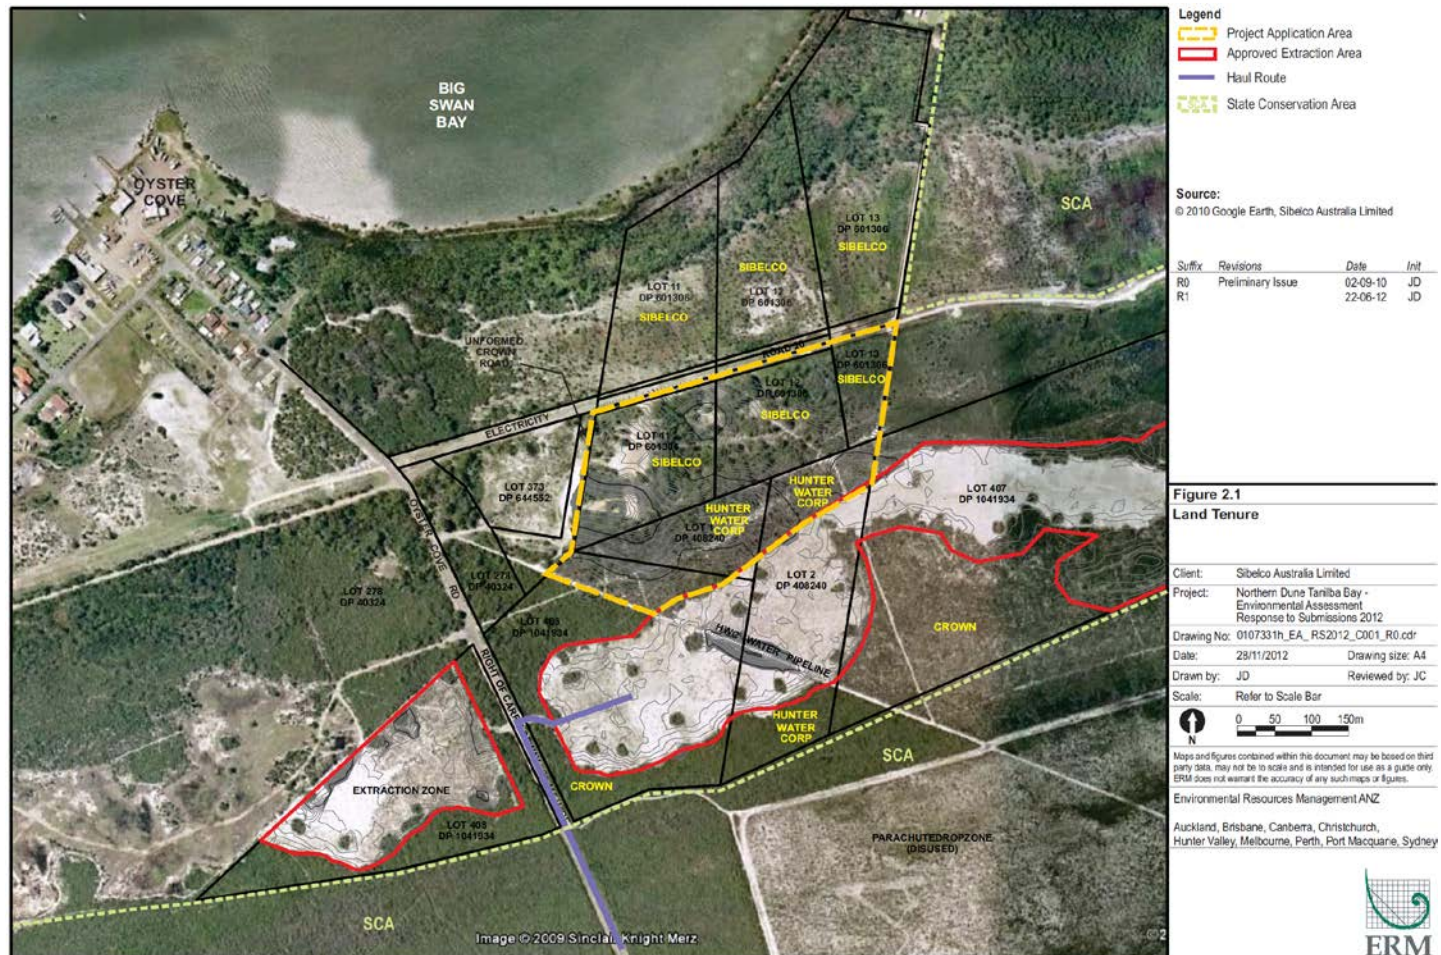 BIG
SWAN
BAY
OYSTER
COVE
SCA
LOT 13
DP 601306
SIBELCO
SIBELCO
LOT 12
DP 601306
LOT 11
DP 601306
SIBELCO
UNFORMED
CROWN
ROAD
ROAD 20
LOT 13
DP 601306
SIBELCO
LOT 12
DP 601306
SIBELCO
ELECTRICITY
LOT 11
DP 601306
SIBELCO
LOT 373
DP 644552
HUNTER
WATER
CORP
LOT 407
DP 1041934
OYSTER COVE RD
HUNTER
WATER
CORP
LOT
DP 408240
LOT 278
DP 40324
LOT 278
DP 40324
LOT 2
DP 408240
LOT 408
DP 1041934
CROWN
HWC WATER PIPELINE
RIGHT OF
HUNTER
WATER
CORP
SCA
EXTRACTION ZONE
CROWN
LOT 408
DP 1041934
PARACHUTEDROPZONE
(DISUSED)
SCA
Image © 2009 Sinclair Knight Merz
©2
Legend
Project Application Area
Approved Extraction Area
Haul Route
SCA State Conservation Area
Source:
© 2010 Google Earth, Sibelco Australia Limited
Suffix Revisions Date Init
R0 Preliminary Issue 02-09-10 JD
R1 22-06-12 JD
Figure 2.1
Land Tenure
Client: Sibelco Australia Limited
Project: Northern Dune Tanilba Bay -
Environmental Assessment
Response to Submissions 2012
Drawing No: 0107331h_EA_RS2012_C001_R0.cdr
Date: 28/11/2012 Drawing size: A4
Drawn by: JD Reviewed by: JC
Scale: Refer to Scale Bar
N
0 50 100 150m
Maps and figures contained within this document may be based on third
party data, may not be to scale and is intended for use as a guide only.
ERM does not warrant the accuracy of any such maps or figures.
Environmental Resources Management ANZ
Auckland, Brisbane, Canberra, Christchurch,
Hunter Valley, Melbourne, Perth, Port Macquarie, Sydney
ERM